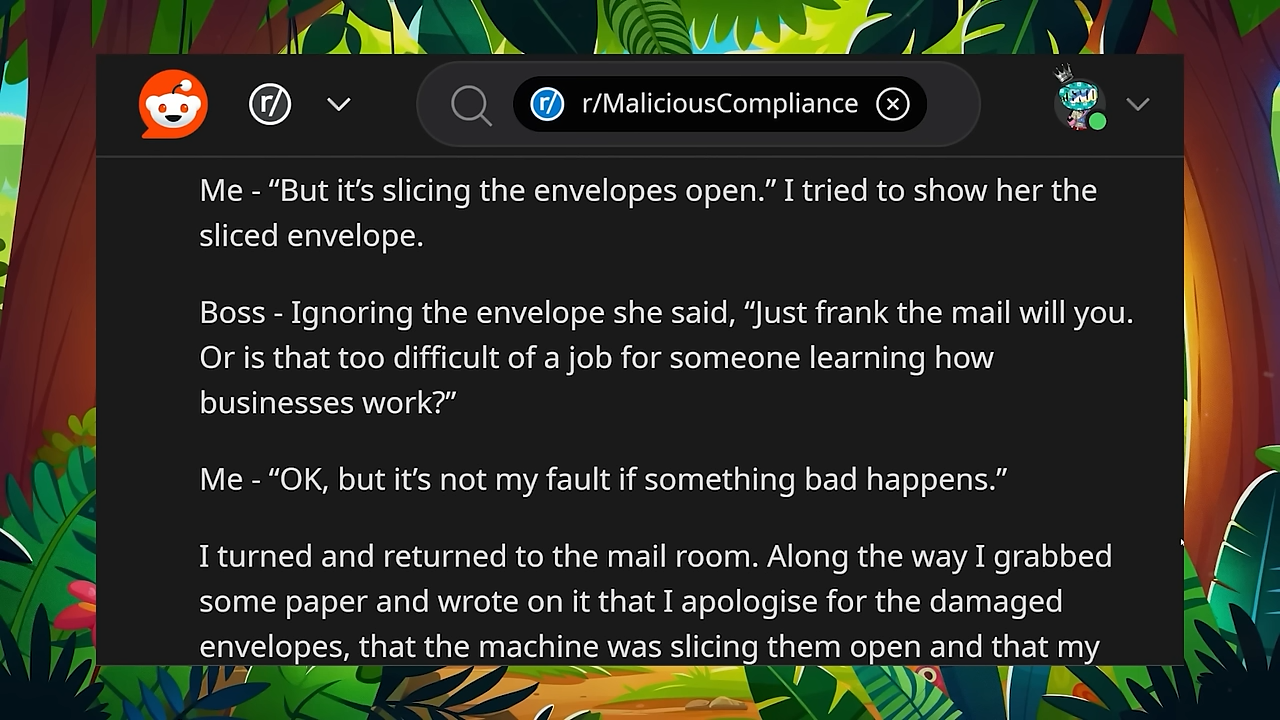 r/ r/MaliciousCompliance
Me - “But it’s slicing the envelopes open.” I tried to show her the
sliced envelope.
Boss - Ignoring the envelope she said, “Just frank the mail will you.
Or is that too difficult of a job for someone learning how
businesses work?”
Me - “OK, but it’s not my fault if something bad happens.”
I turned and returned to the mail room. Along the way I grabbed
some paper and wrote on it that I apologise for the damaged
envelopes, that the machine was slicing them open and that my